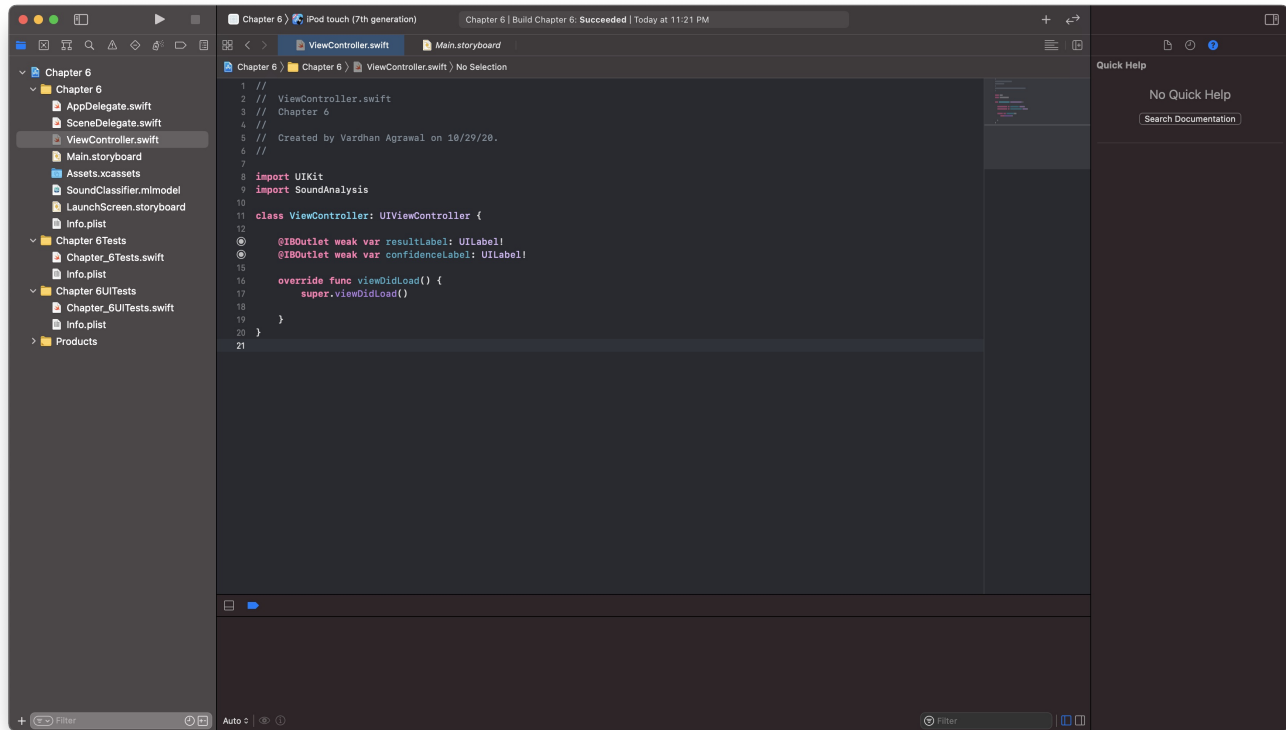 Chapter 6 〉 iPod touch (7th generation)
Chapter 6 | Build Chapter 6: Succeeded | Today at 11:21 PM
ViewController.swift
Main.storyboard
Chapter 6 〉 Chapter 6 〉 ViewController.swift 〉 No Selection
Chapter 6
Chapter 6
AppDelegate.swift
SceneDelegate.swift
ViewController.swift
Main.storyboard
Assets.xcassets
SoundClassifier.mlmodel
LaunchScreen.storyboard
Info.plist
Chapter 6Tests
Chapter_6Tests.swift
Info.plist
Chapter 6UITests
Chapter_6UITests.swift
Info.plist
Products
+ Filter
1 //
2 //  ViewController.swift
3 //  Chapter 6
4 //
5 //  Created by Vardhan Agrawal on 10/29/20.
6 //
7
8 import UIKit
9 import SoundAnalysis
10
11 class ViewController: UIViewController {
12
@IBOutlet weak var resultLabel: UILabel!
@IBOutlet weak var confidenceLabel: UILabel!
15
16     override func viewDidLoad() {
17         super.viewDidLoad()
18
19     }
20 }
21
Auto
Filter
Quick Help
No Quick Help
Search Documentation